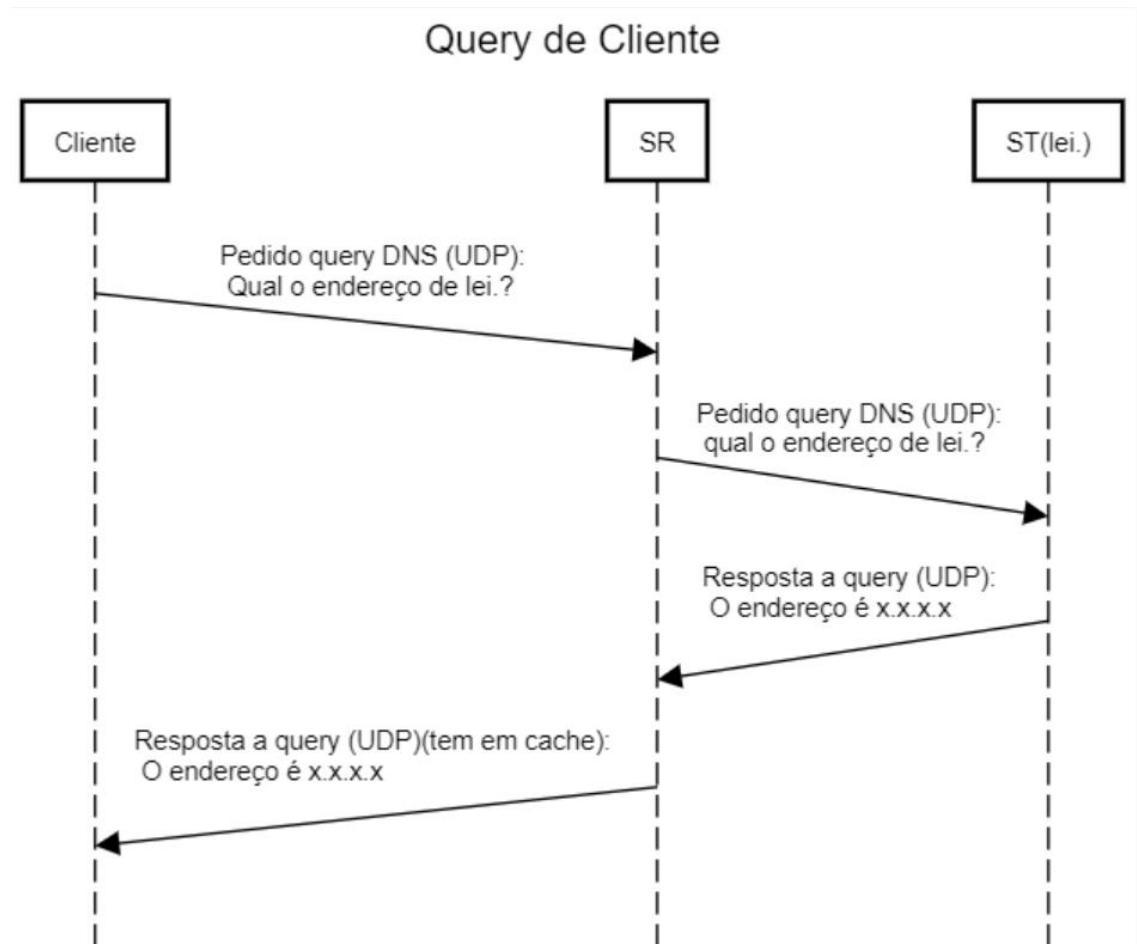 Query de Cliente
Cliente
SR
ST(lei.)
Pedido query DNS (UDP):
Qual o endereço de lei.?
Pedido query DNS (UDP):
qual o endereço de lei.?
Resposta a query (UDP):
O endereço é x.x.x.x
Resposta a query (UDP)(tem em cache):
O endereço é x.x.x.x